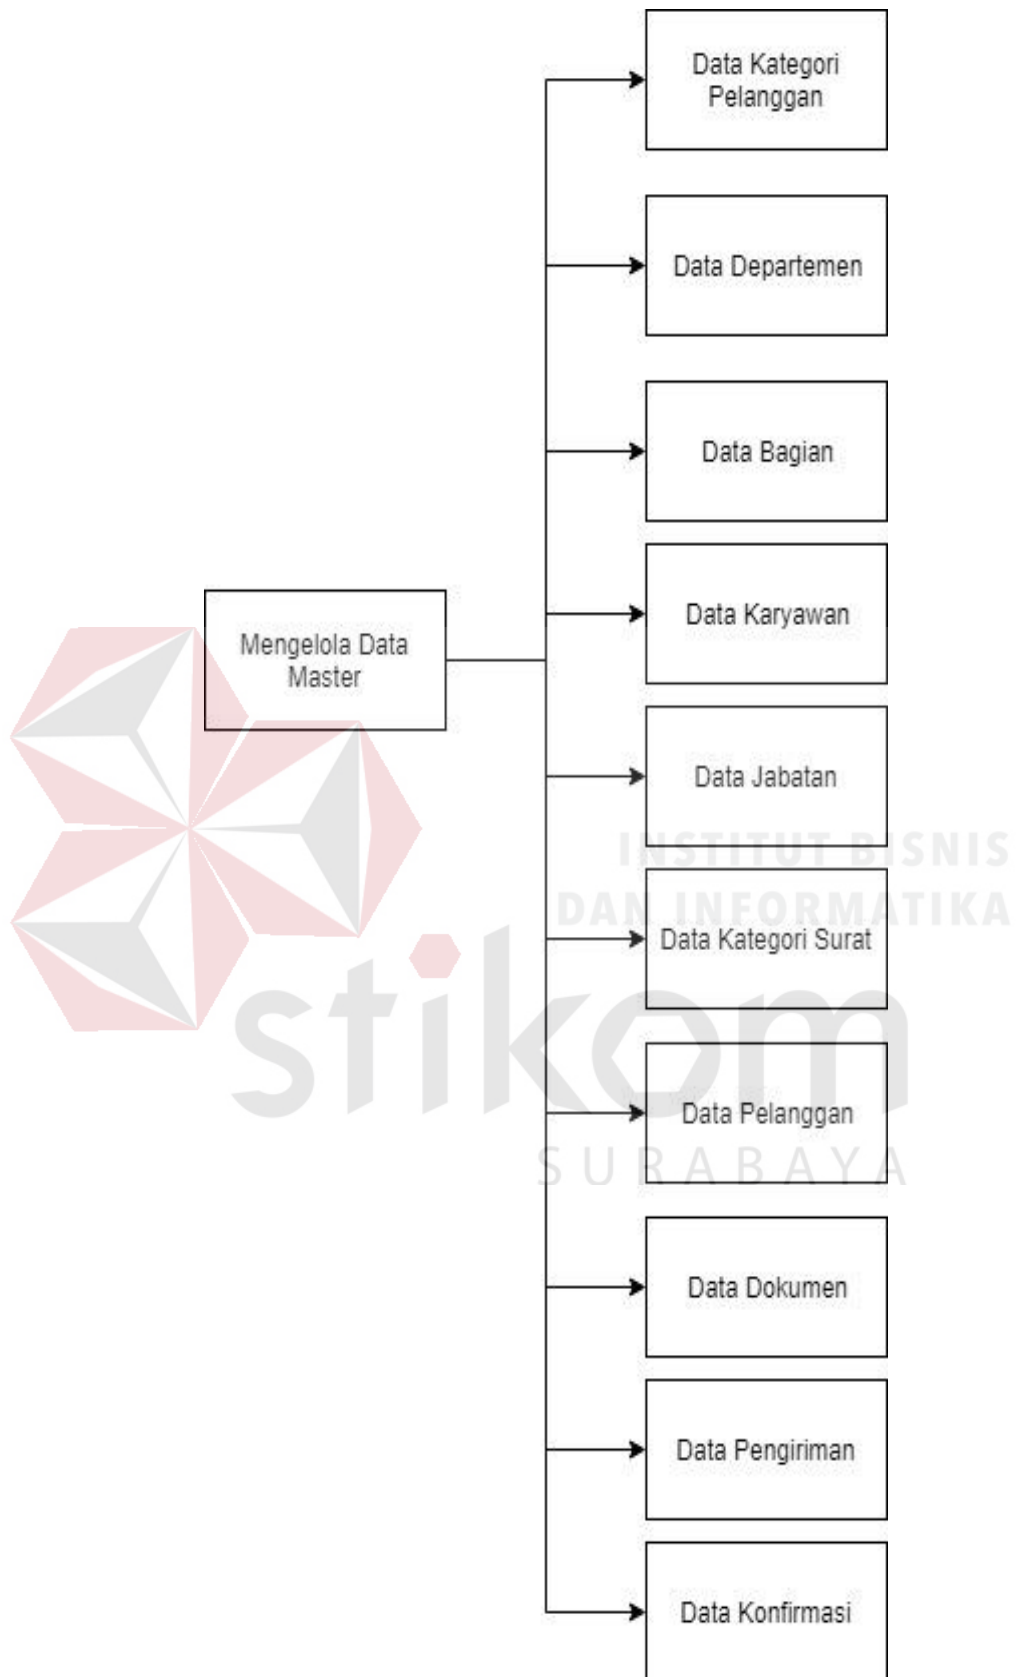 Data Kategori
Pelanggan
Data Departemen
Data Bagian
Data Karyawan
Mengelola Data
Master
Data Jabatan
INSTITUT BISNIS
DAN INFORMATIKA
Data Kategori Surat
stikom
Data Pelanggan
SURABAYA
Data Dokumen
Data Pengiriman
Data Konfirmasi